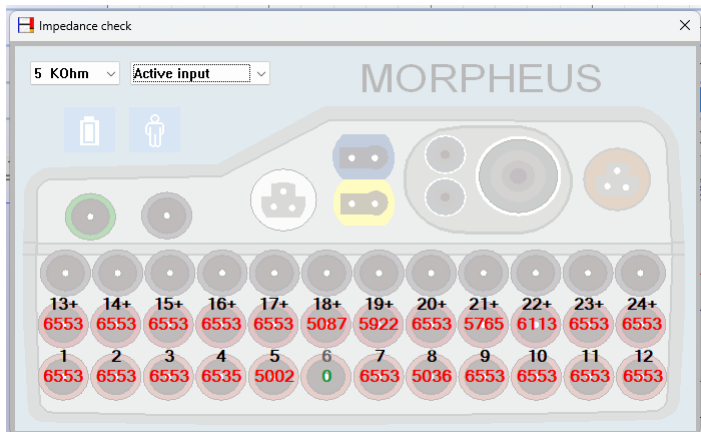 Impedance check
5 KOhm Active input
MORPHEUS
13+ 14+ 15+ 16+ 17+ 18+ 19+ 20+ 21+ 22+ 23+ 24+
6553 6553 6553 6553 6553 5087 5922 6553 5765 6113 6553 6553
1 2 3 4 5 6 7 8 9 10 11 12
6553 6553 6553 6535 5002 0 6553 5036 6553 6553 6553 6553